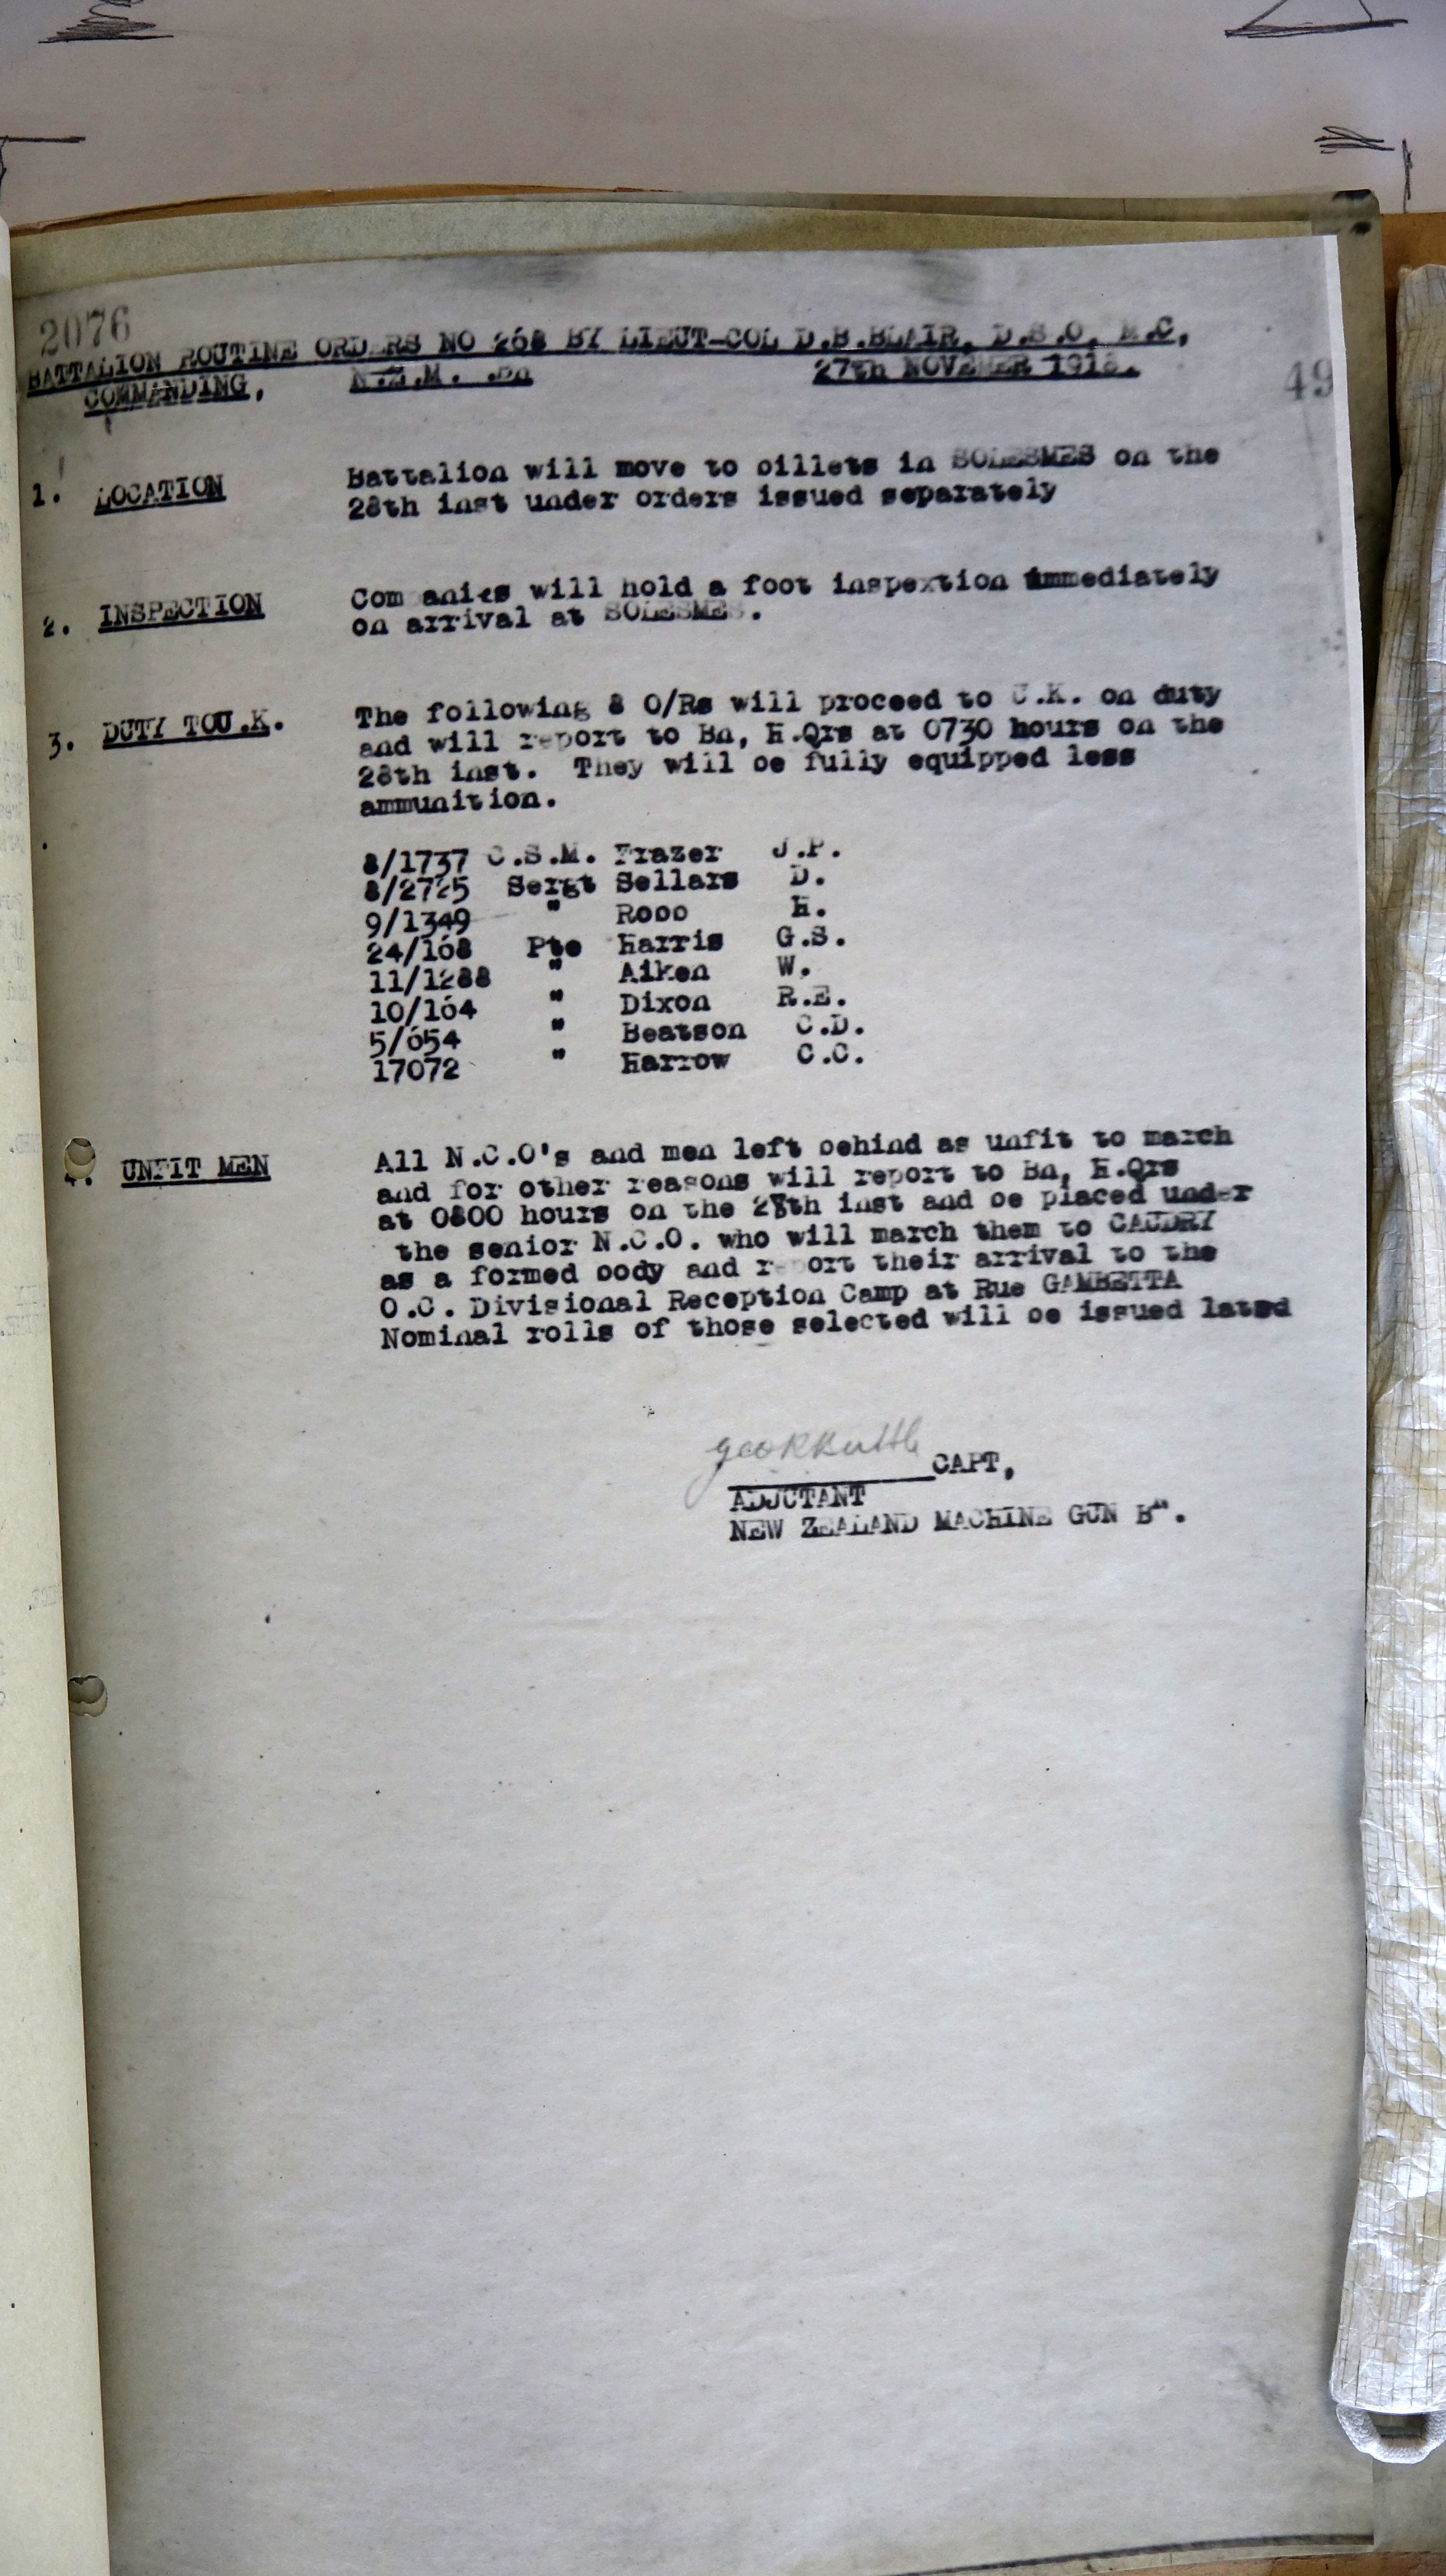 2076
BATTALION ROUTINE ORDERS NO 268 BY LIEUT-COL D.B.BLAIR, D.S.O, M.C,
COMMANDING, N.Z.M. .Bn 27th NOVEMER 1918.
49
1. LOCATION Battalion will move to billets in SOLESMES on the
28th inst under orders issued separately
2. INSPECTION Com anies will hold a foot inspextion immediately
on arrival at SOLESMES.
3. DUTY TOU.K. The following 8 O/Rs will proceed to U.K. on duty
and will report to Bn, H.Qrs at 0730 hours on the
28th inst. They will be fully equipped less
ammunition.
8/1737 C.S.M. Frazer J.P.
8/2725 Sergt Sellars D.
9/1349 " Robb H.
24/168 Pte Harris G.S.
11/1288 " Aiken W.
10/164 " Dixon R.E.
5/654 " Beatson C.D.
17072 " Harrow C.C.
4. UNFIT MEN All N.C.O's and men left behind as unfit to march
and for other reasons will report to Bn, H.Qrs
at 0800 hours on the 28th inst and be placed under
the senior N.C.O. who will march them to CAUDRY
as a formed body and report their arrival to the
O.C. Divisional Reception Camp at Rue GAMBETTA
Nominal rolls of those selected will be issued lated
CAPT,
ADJUTANT
NEW ZEALAND MACHINE GUN Bn.